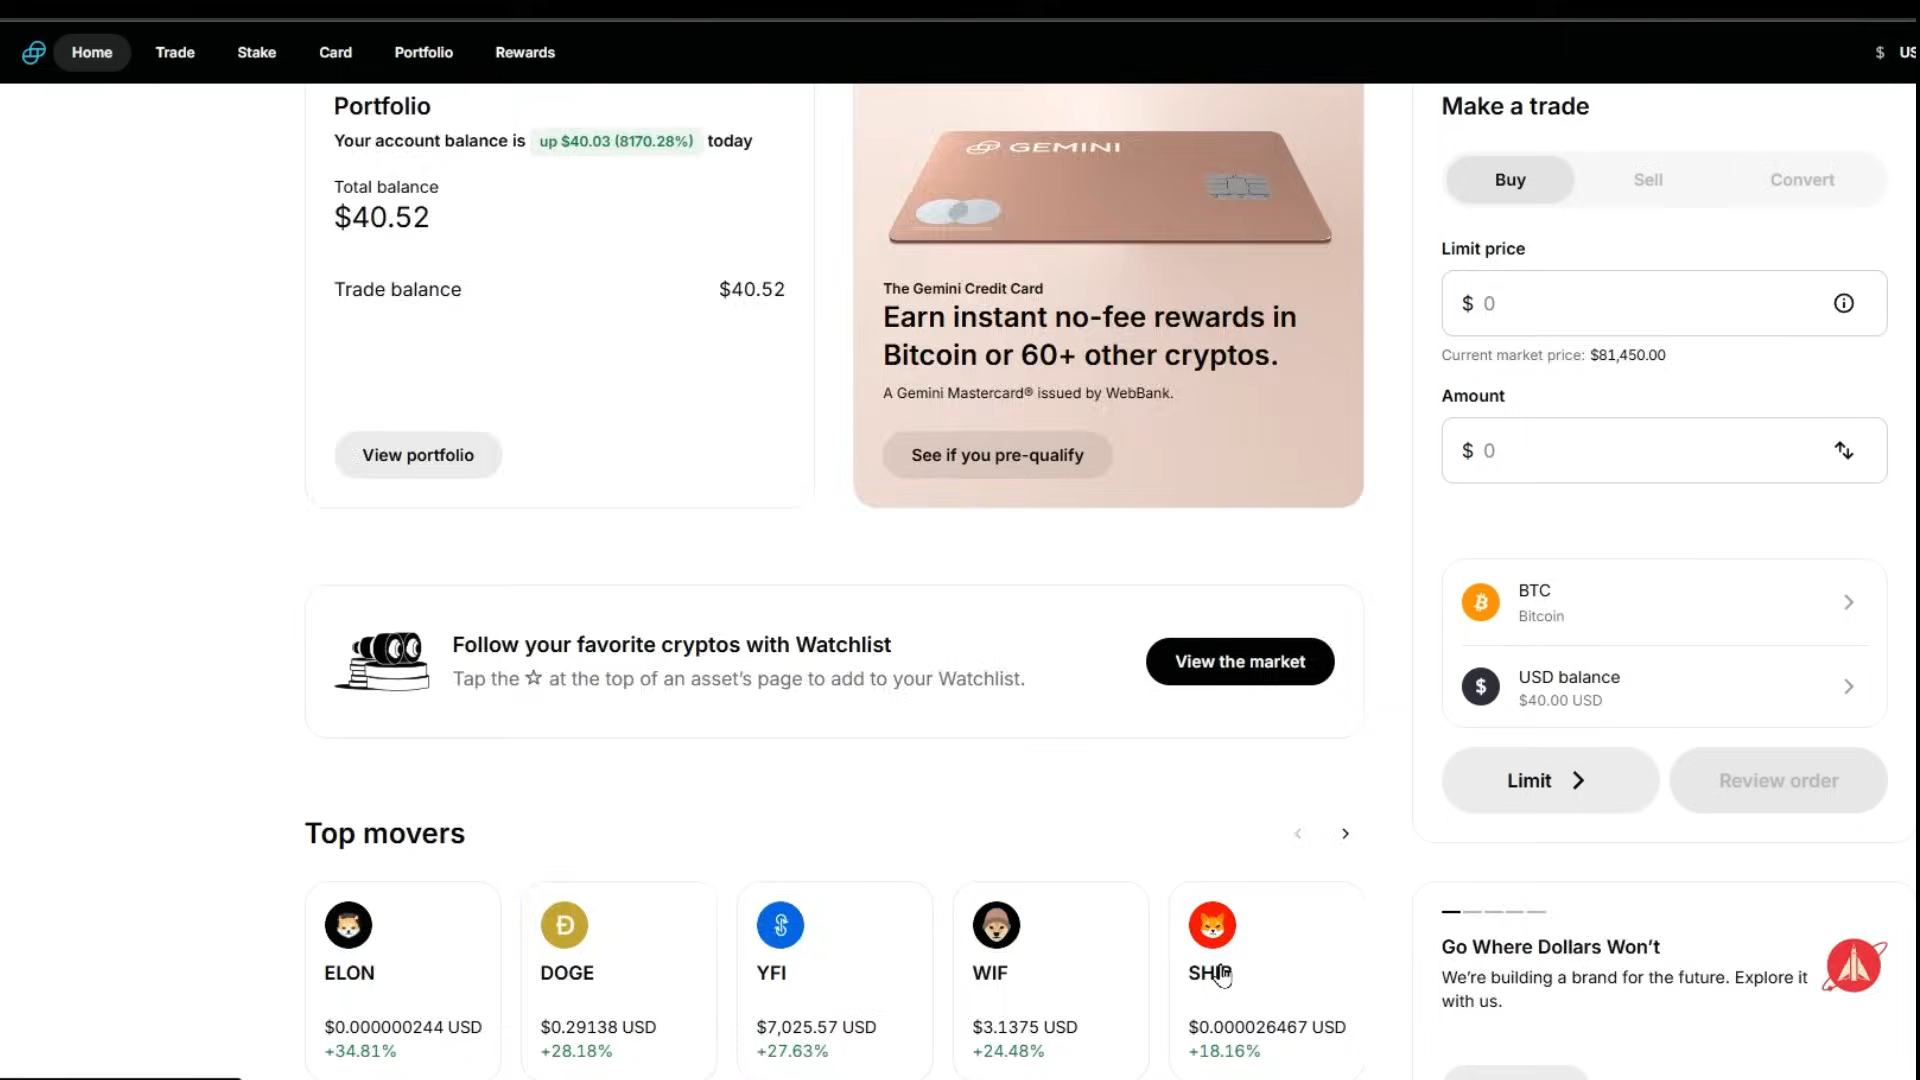 Home
Trade
Stake
Card
Portfolio
Rewards
$ US
Portfolio
Your account balance is up $40.03 (8170.28%) today
Total balance
$40.52
Trade balance
$40.52
View portfolio
GEMINI
The Gemini Credit Card
Earn instant no-fee rewards in
Bitcoin or 60+ other cryptos.
A Gemini Mastercard® issued by WebBank.
See if you pre-qualify
Make a trade
Buy
Sell
Convert
Limit price
$ 0
Current market price: $81,450.00
Amount
$ 0
BTC
Bitcoin
USD balance
$40.00 USD
Limit
Review order
Follow your favorite cryptos with Watchlist
Tap the ☆ at the top of an asset’s page to add to your Watchlist.
View the market
Top movers
ELON
$0.000000244 USD
+34.81%
DOGE
$0.29138 USD
+28.18%
YFI
$7,025.57 USD
+27.63%
WIF
$3.1375 USD
+24.48%
$0.000026467 USD
+18.16%
Go Where Dollars Won’t
We’re building a brand for the future. Explore it
with us.